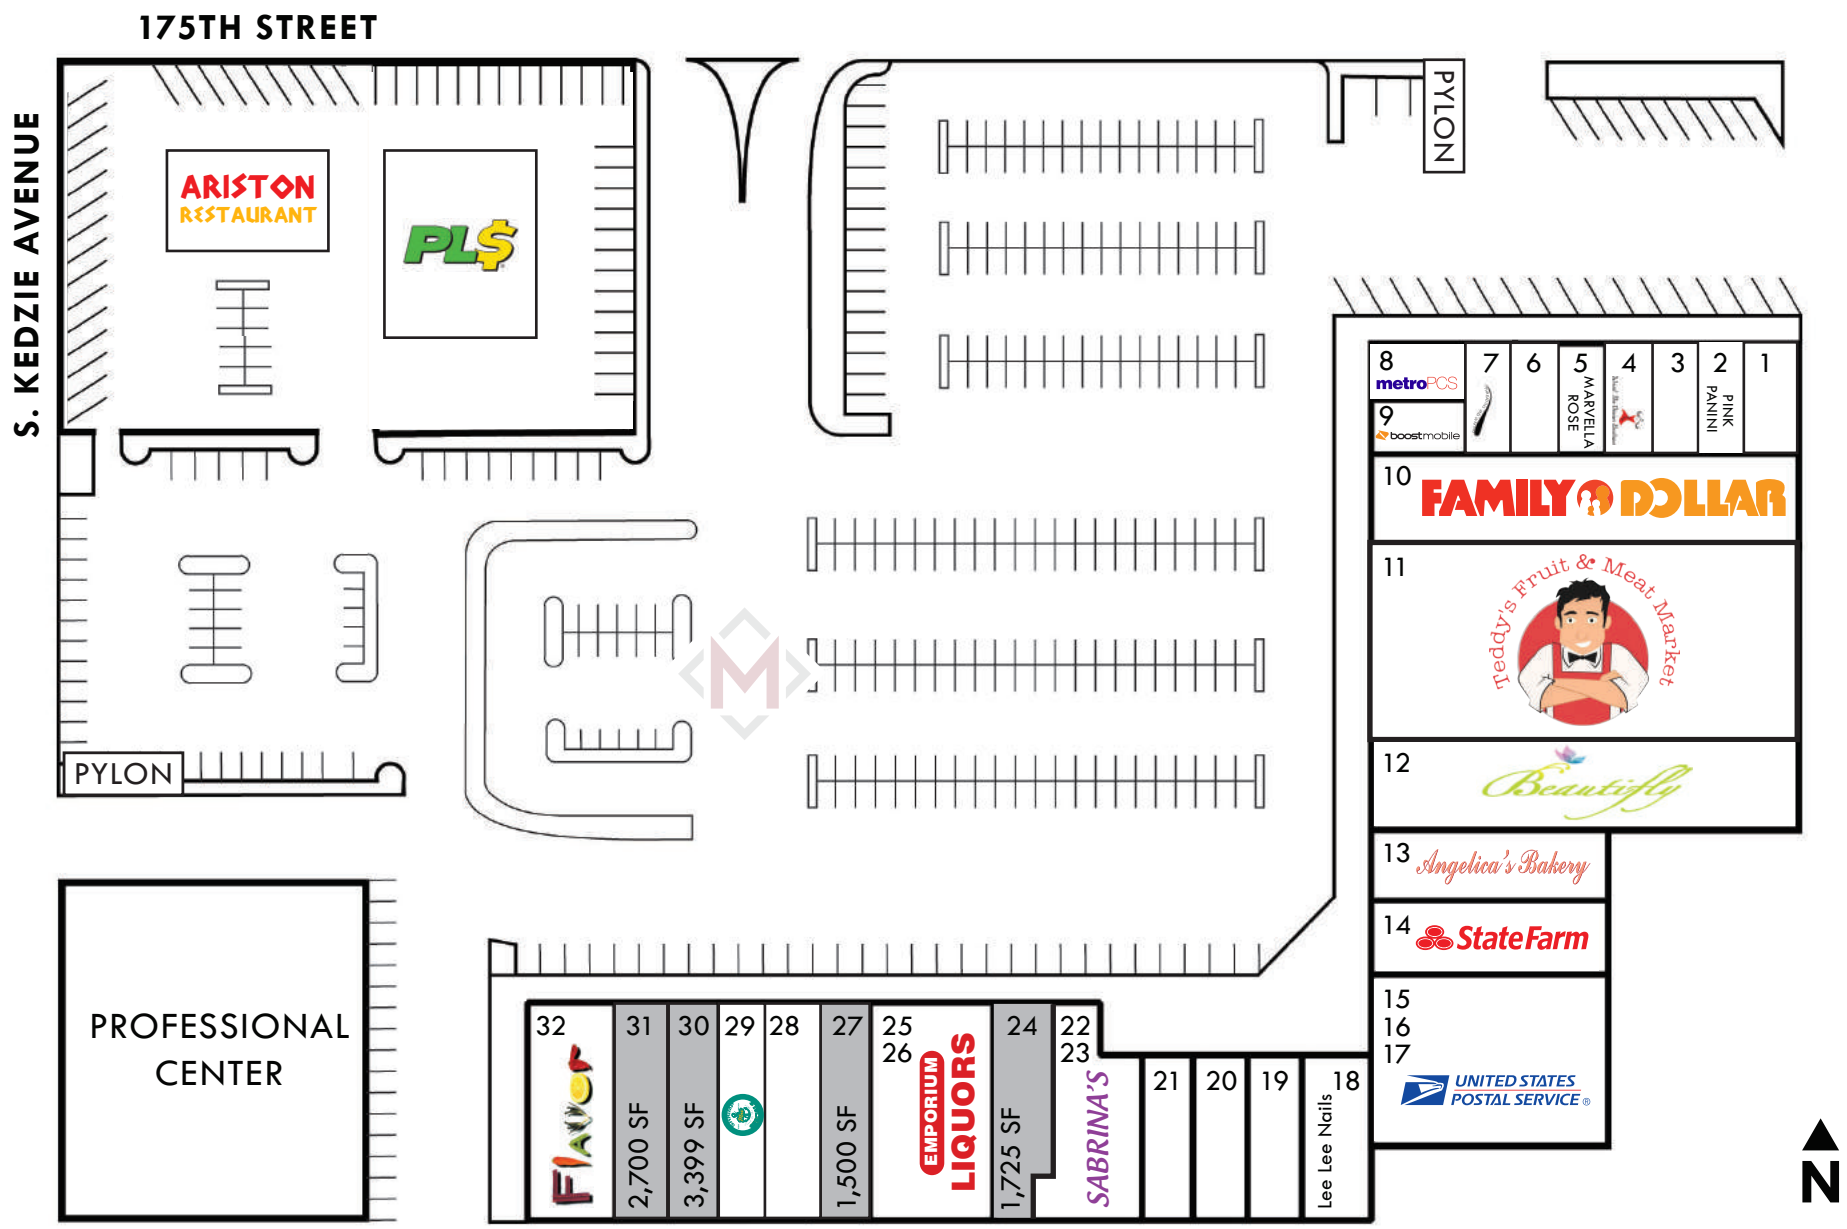 175TH STREET
S. KEDZIE AVENUE
ARISTON
RESTAURANT
PL$
PYLON
8
metroPCS
9
boostmobile
7
6
5
MARVELLA
ROSE
4
3
2
PINK
PANINI
1
10
FAMILY DOLLAR
11
Teddy's Fruit & Meat Market
12
Beautifly
13
Angelica's Bakery
14
State Farm
15
16
17
UNITED STATES
POSTAL SERVICE®
PYLON
M
PROFESSIONAL
CENTER
32
Flavor
31
2,700 SF
30
3,399 SF
29
28
27
1,500 SF
25
26
EMPORIUM
LIQUORS
24
1,725 SF
22
23
SABRINA'S
21
20
19
18
Lee Lee Nails
N